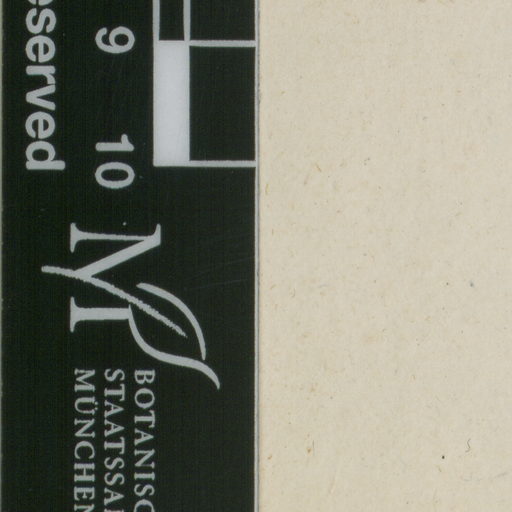 eserved
9 10
M
BOTANISC
STAATSSA
MÜNCHEN